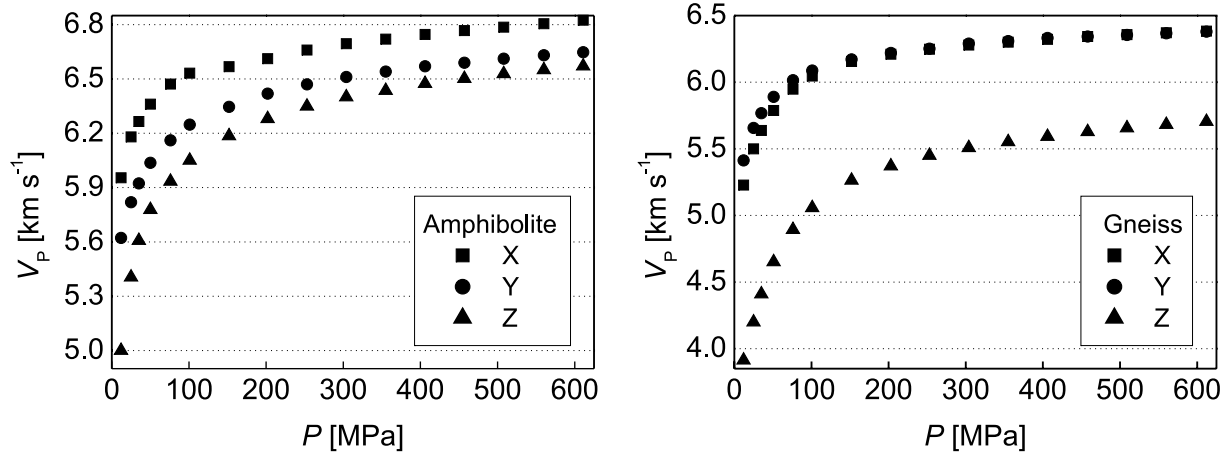 6.8
6.5
6.2
5.9
5.6
5.3
5.0
V_P [km s⁻¹]
Amphibolite
X
Y
Z
0 100 200 300 400 500 600
P [MPa]
6.5
6.0
5.5
5.0
4.5
4.0
V_P [km s⁻¹]
Gneiss
X
Y
Z
0 100 200 300 400 500 600
P [MPa]